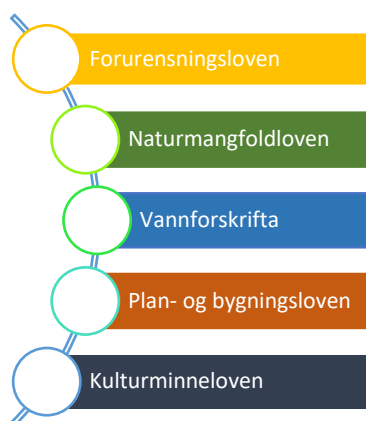 Forurensningsloven
Naturmangfoldloven
Vannforskrifta
Plan- og bygningsloven
Kulturminneloven